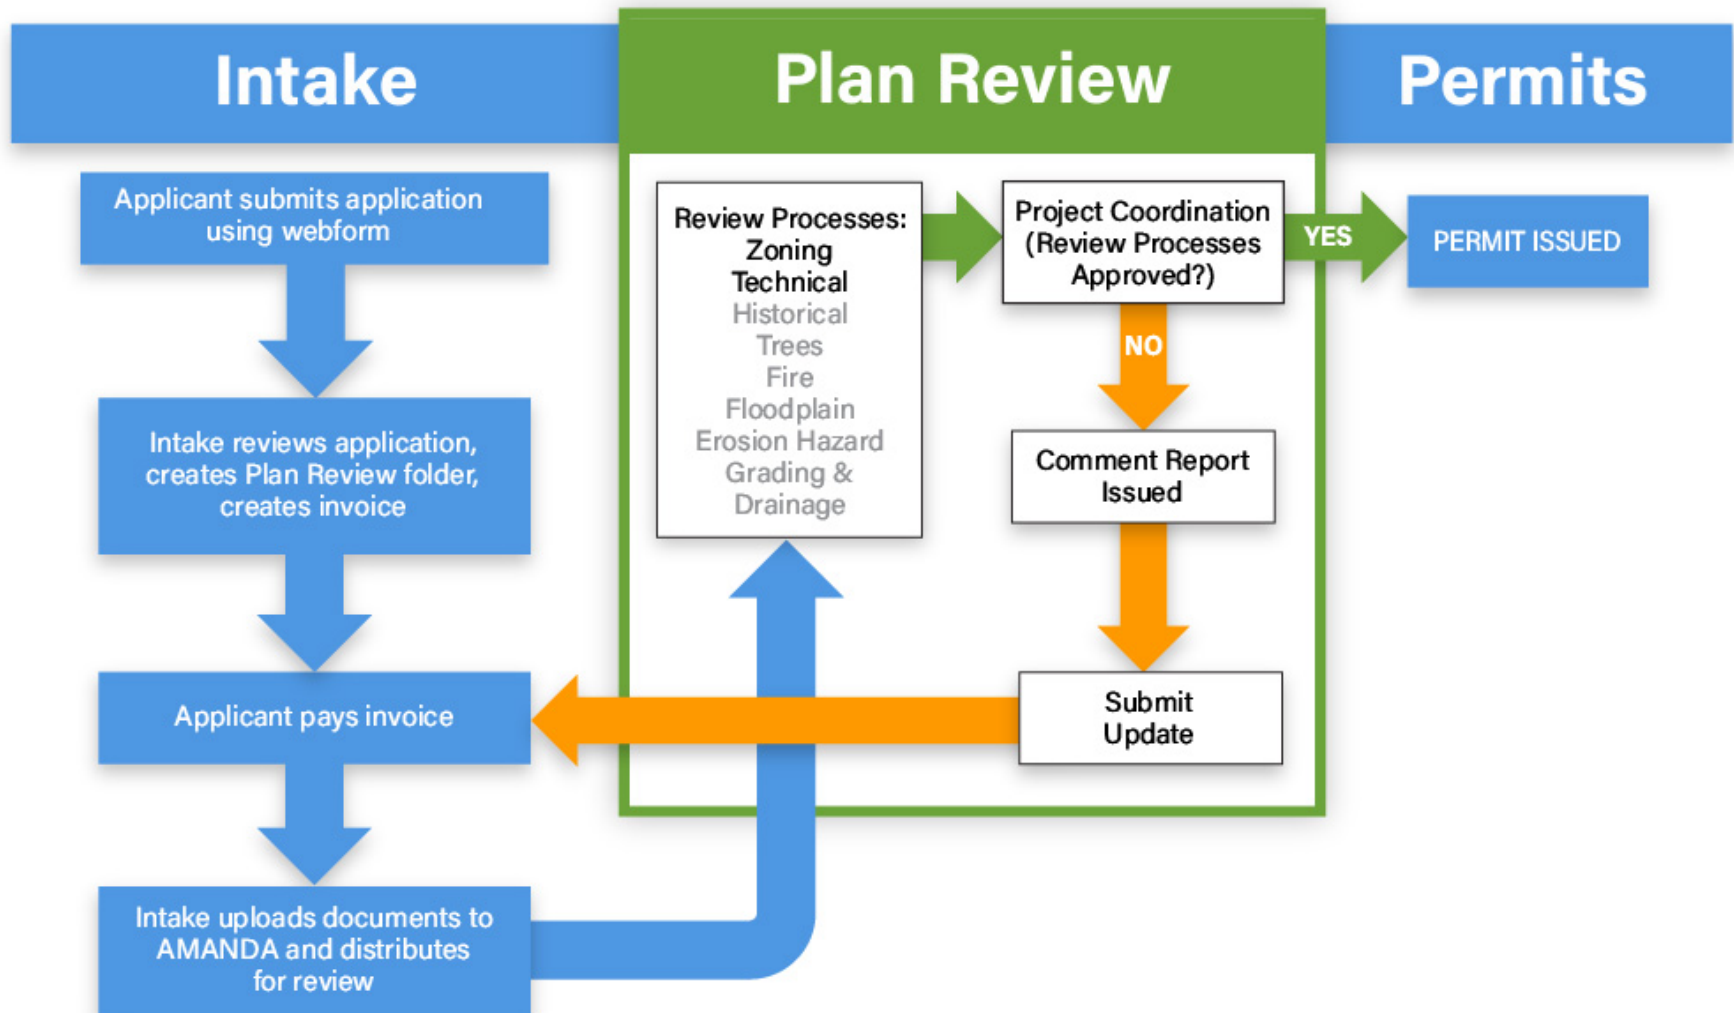 Intake
Plan Review
Permits
Applicant submits application
using webform
Intake reviews application,
creates Plan Review folder,
creates invoice
Applicant pays invoice
Intake uploads documents to
AMANDA and distributes
for review
Review Processes:
Zoning
Technical
Historical
Trees
Fire
Floodplain
Erosion Hazard
Grading &
Drainage
Project Coordination
(Review Processes
Approved?)
YES
NO
Comment Report
Issued
Submit
Update
PERMIT ISSUED